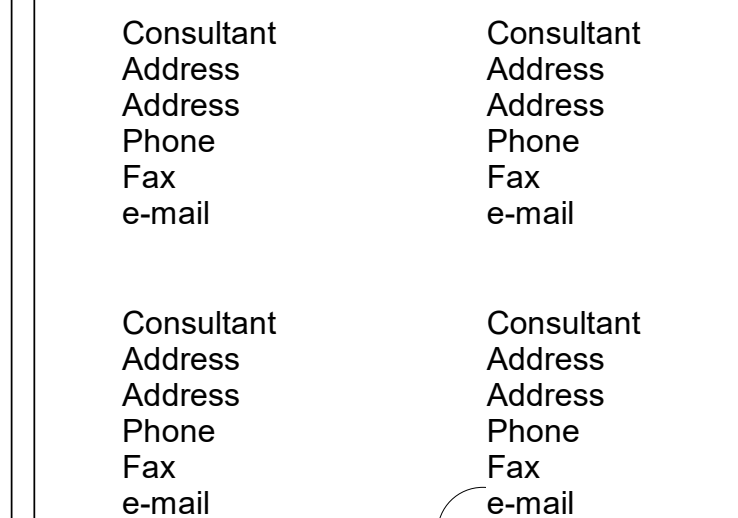 Consultant
Address
Address
Phone
Fax
e-mail
Consultant
Address
Address
Phone
Fax
e-mail
Consultant
Address
Address
Phone
Fax
e-mail
Consultant
Address
Address
Phone
Fax
e-mail